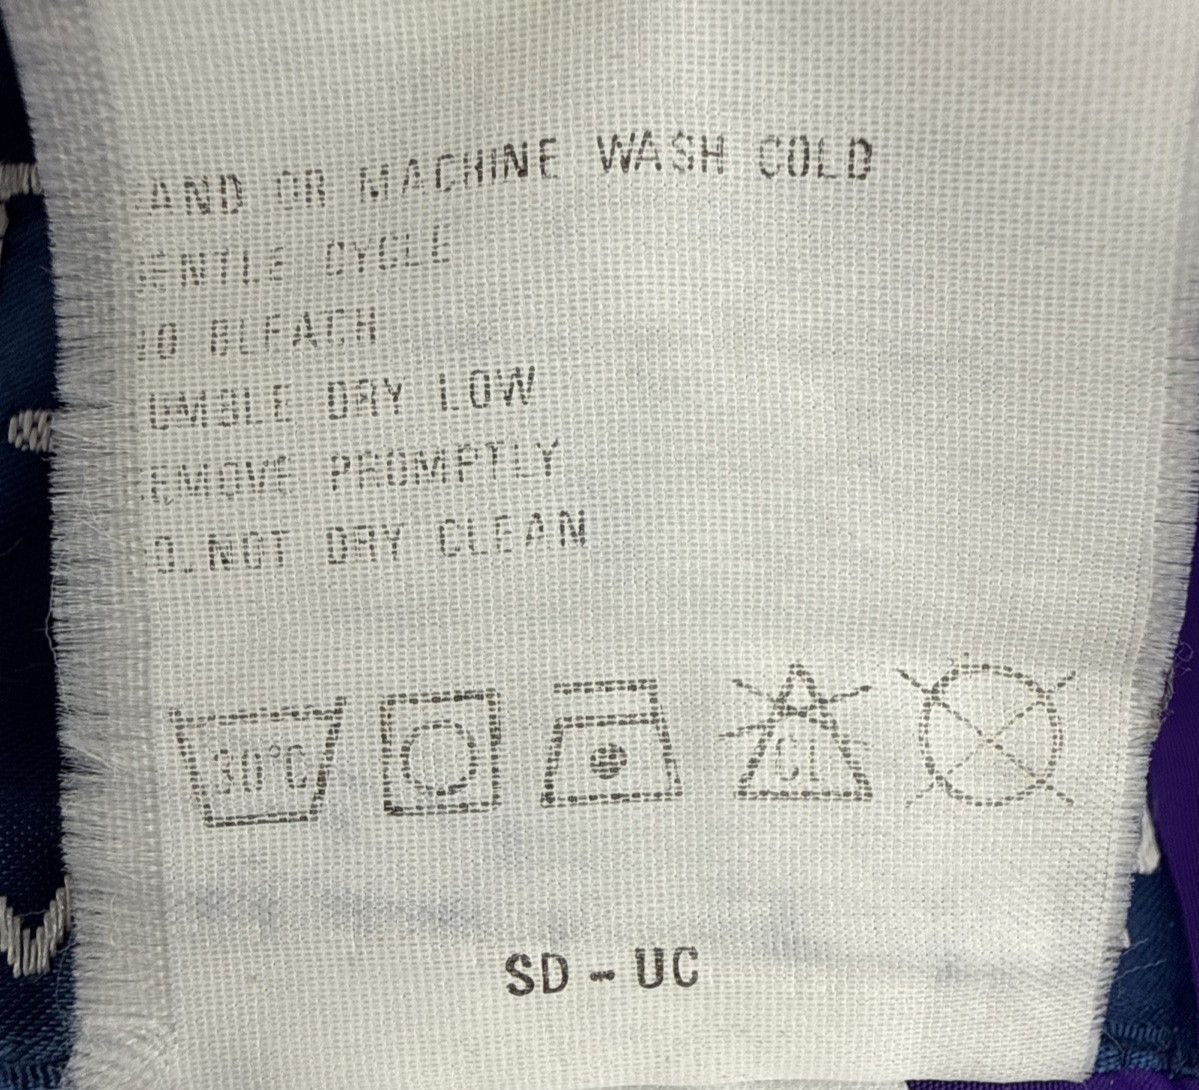 AND OR MACHINE WASH COLD
ENTLE CYCLE
NO BLEACH
UMBLE DRY LOW
EMOVE PROMPTLY
O NOT DRY CLEAN
30°C CL
SD - UC